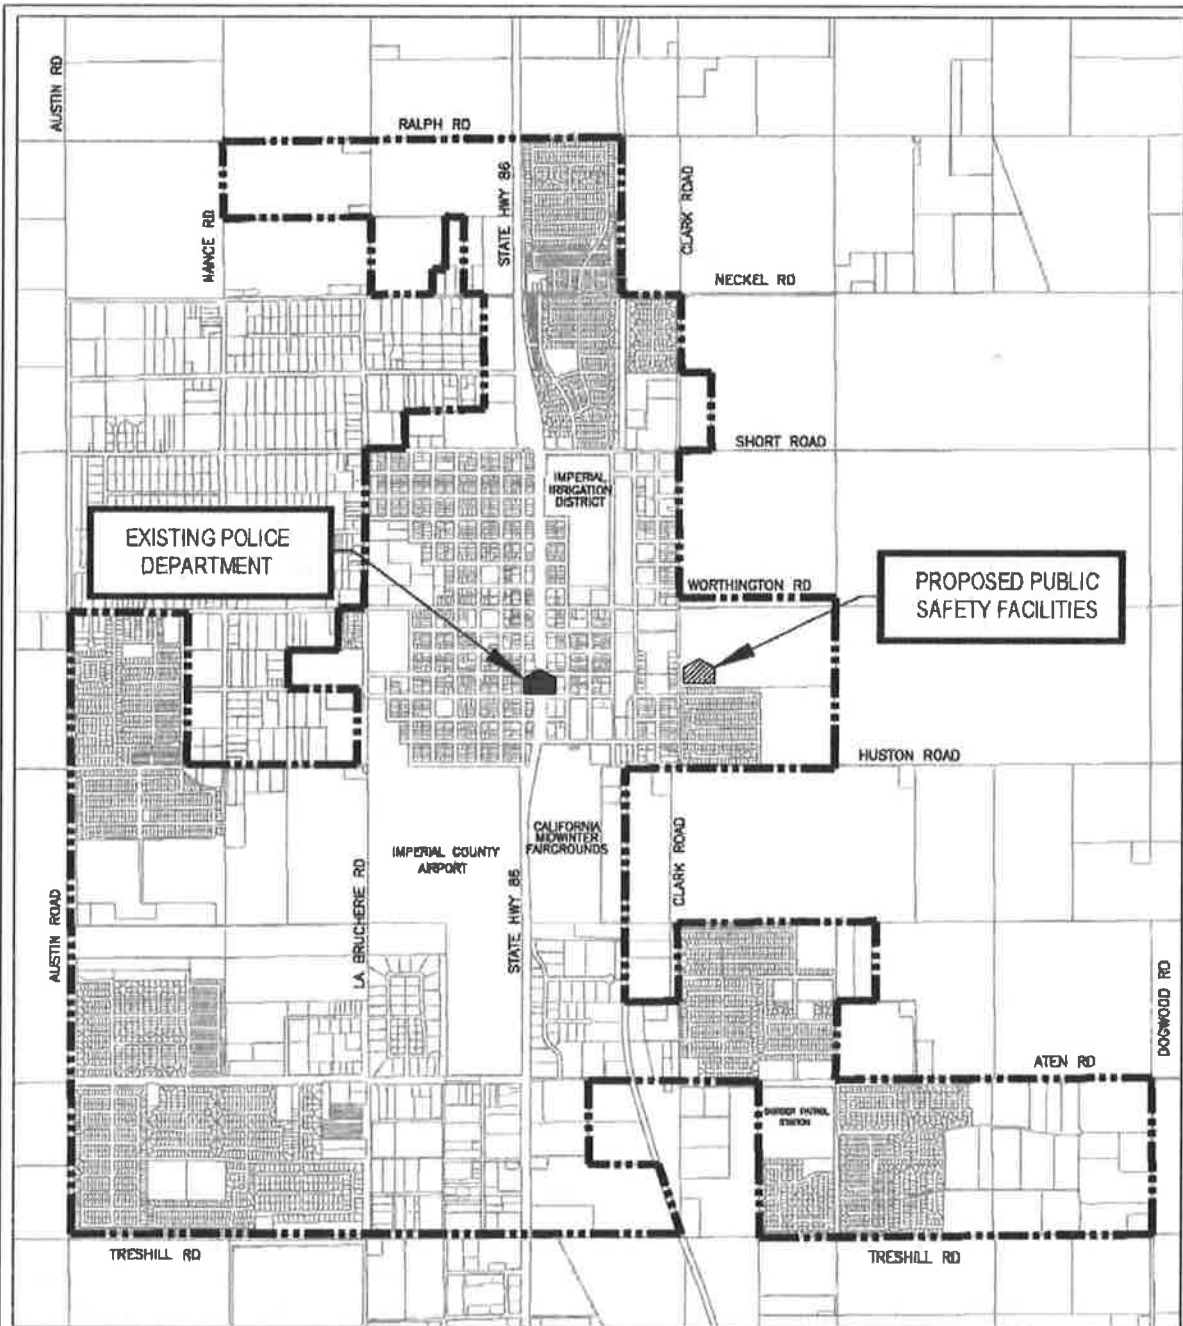 AUSTIN RD
RALPH RD
STATE HWY 86
CLARK ROAD
NANCE RD
NECKEL RD
SHORT ROAD
IMPERIAL
IRRIGATION
DISTRICT
EXISTING POLICE
DEPARTMENT
WORTHINGTON RD
PROPOSED PUBLIC
SAFETY FACILITIES
HUSTON ROAD
CALIFORNIA
MIDWINTER
FAIRGROUNDS
IMPERIAL COUNTY
AIRPORT
CLARK ROAD
LA BRUCHERIE RD
STATE HWY 86
AUSTIN ROAD
DOGWOOD RD
ATEN RD
BORDER PATROL
STATION
TRESHILL RD
TRESHILL RD